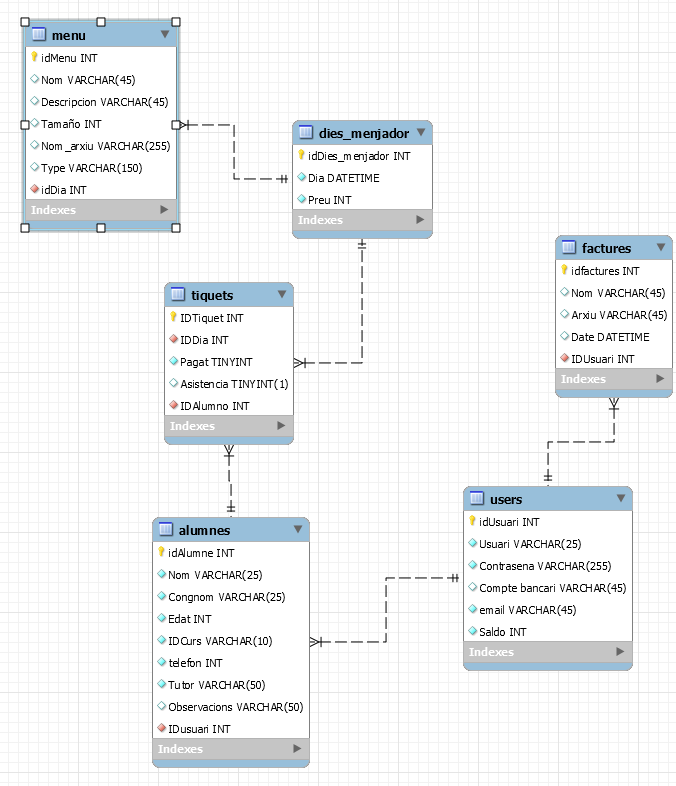 menu
idMenu INT
Nom VARCHAR(45)
Descripcion VARCHAR(45)
Tamaño INT
Nom_arxiu VARCHAR(255)
Type VARCHAR(150)
idDia INT
Indexes
dies_menjador
idDies_menjador INT
Dia DATETIME
Preu INT
Indexes
factures
idfactures INT
Nom VARCHAR(45)
Arxiu VARCHAR(45)
Date DATETIME
IDUsuari INT
Indexes
tiquets
IDTiquet INT
IDDia INT
Pagat TINYINT
Asistencia TINYINT(1)
IDAlumno INT
Indexes
users
idUsuari INT
Usuari VARCHAR(25)
Contrasena VARCHAR(255)
Compte bancari VARCHAR(45)
email VARCHAR(45)
Saldo INT
Indexes
alumnes
idAlumne INT
Nom VARCHAR(25)
Congnom VARCHAR(25)
Edat INT
IDCurs VARCHAR(10)
telefon INT
Tutor VARCHAR(50)
Observacions VARCHAR(50)
IDusuari INT
Indexes